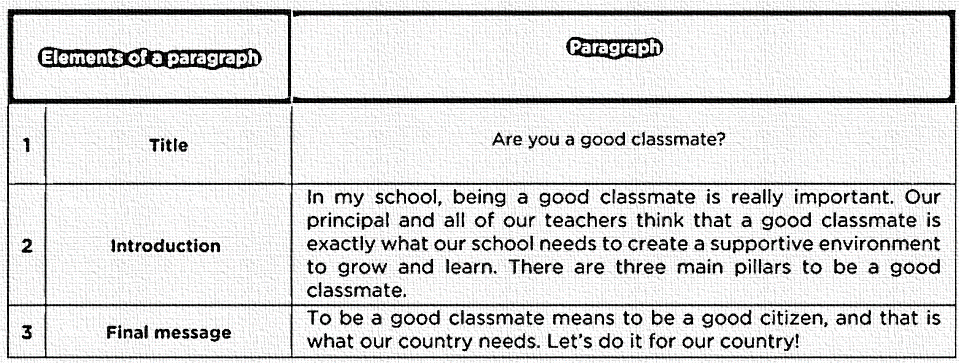 Elements of a paragraph
Paragraph
1
Title
Are you a good classmate?
2
Introduction
In my school, being a good classmate is really important. Our
principal and all of our teachers think that a good classmate is
exactly what our school needs to create a supportive environment
to grow and learn. There are three main pillars to be a good
classmate.
3
Final message
To be a good classmate means to be a good citizen, and that is
what our country needs. Let's do it for our country!